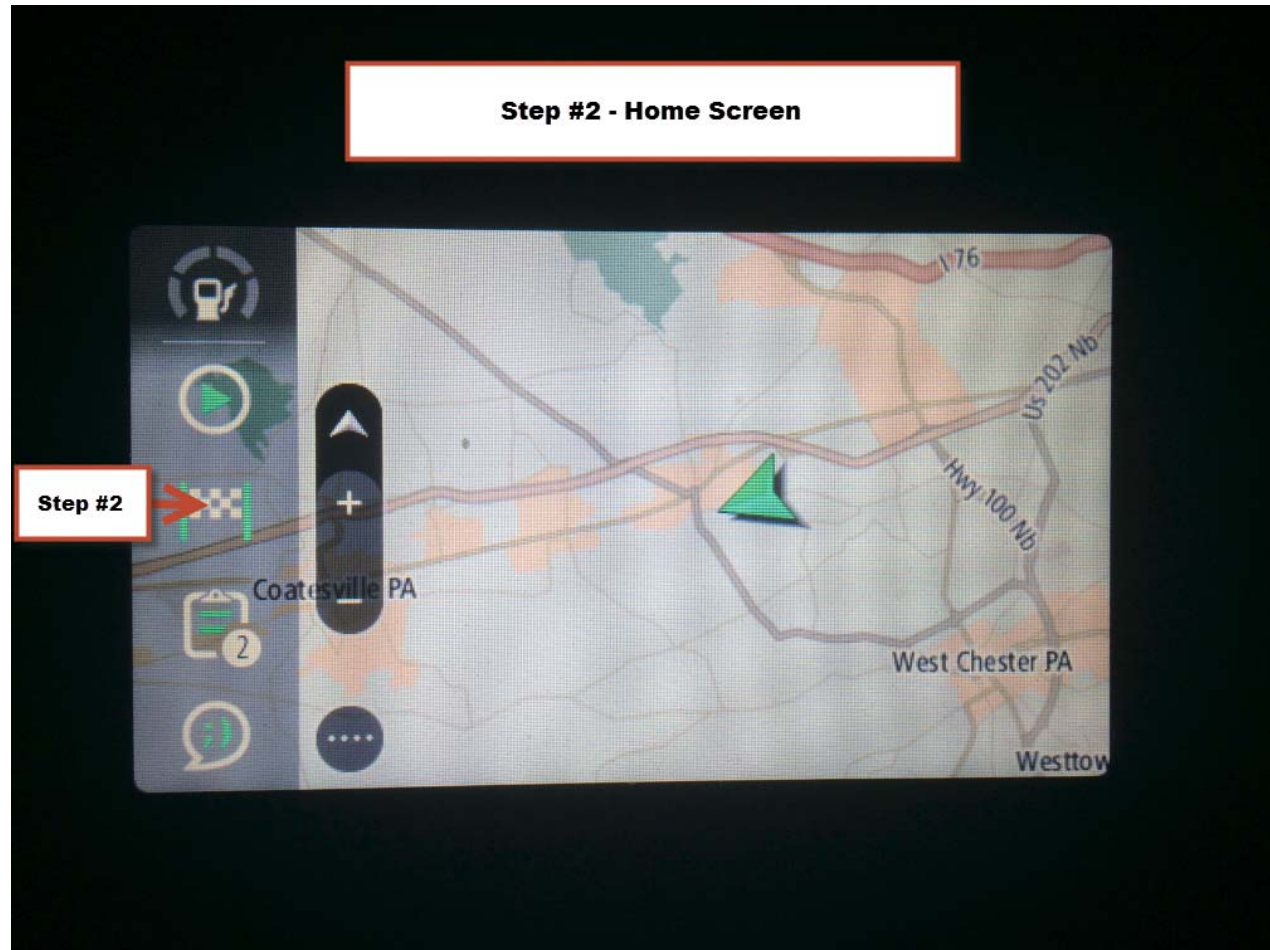 Step #2 - Home Screen
I 76
Us 202 Nb
Step #2
+
Hwy 100 Nb
Coatesville PA
–
2
West Chester PA
Westtow